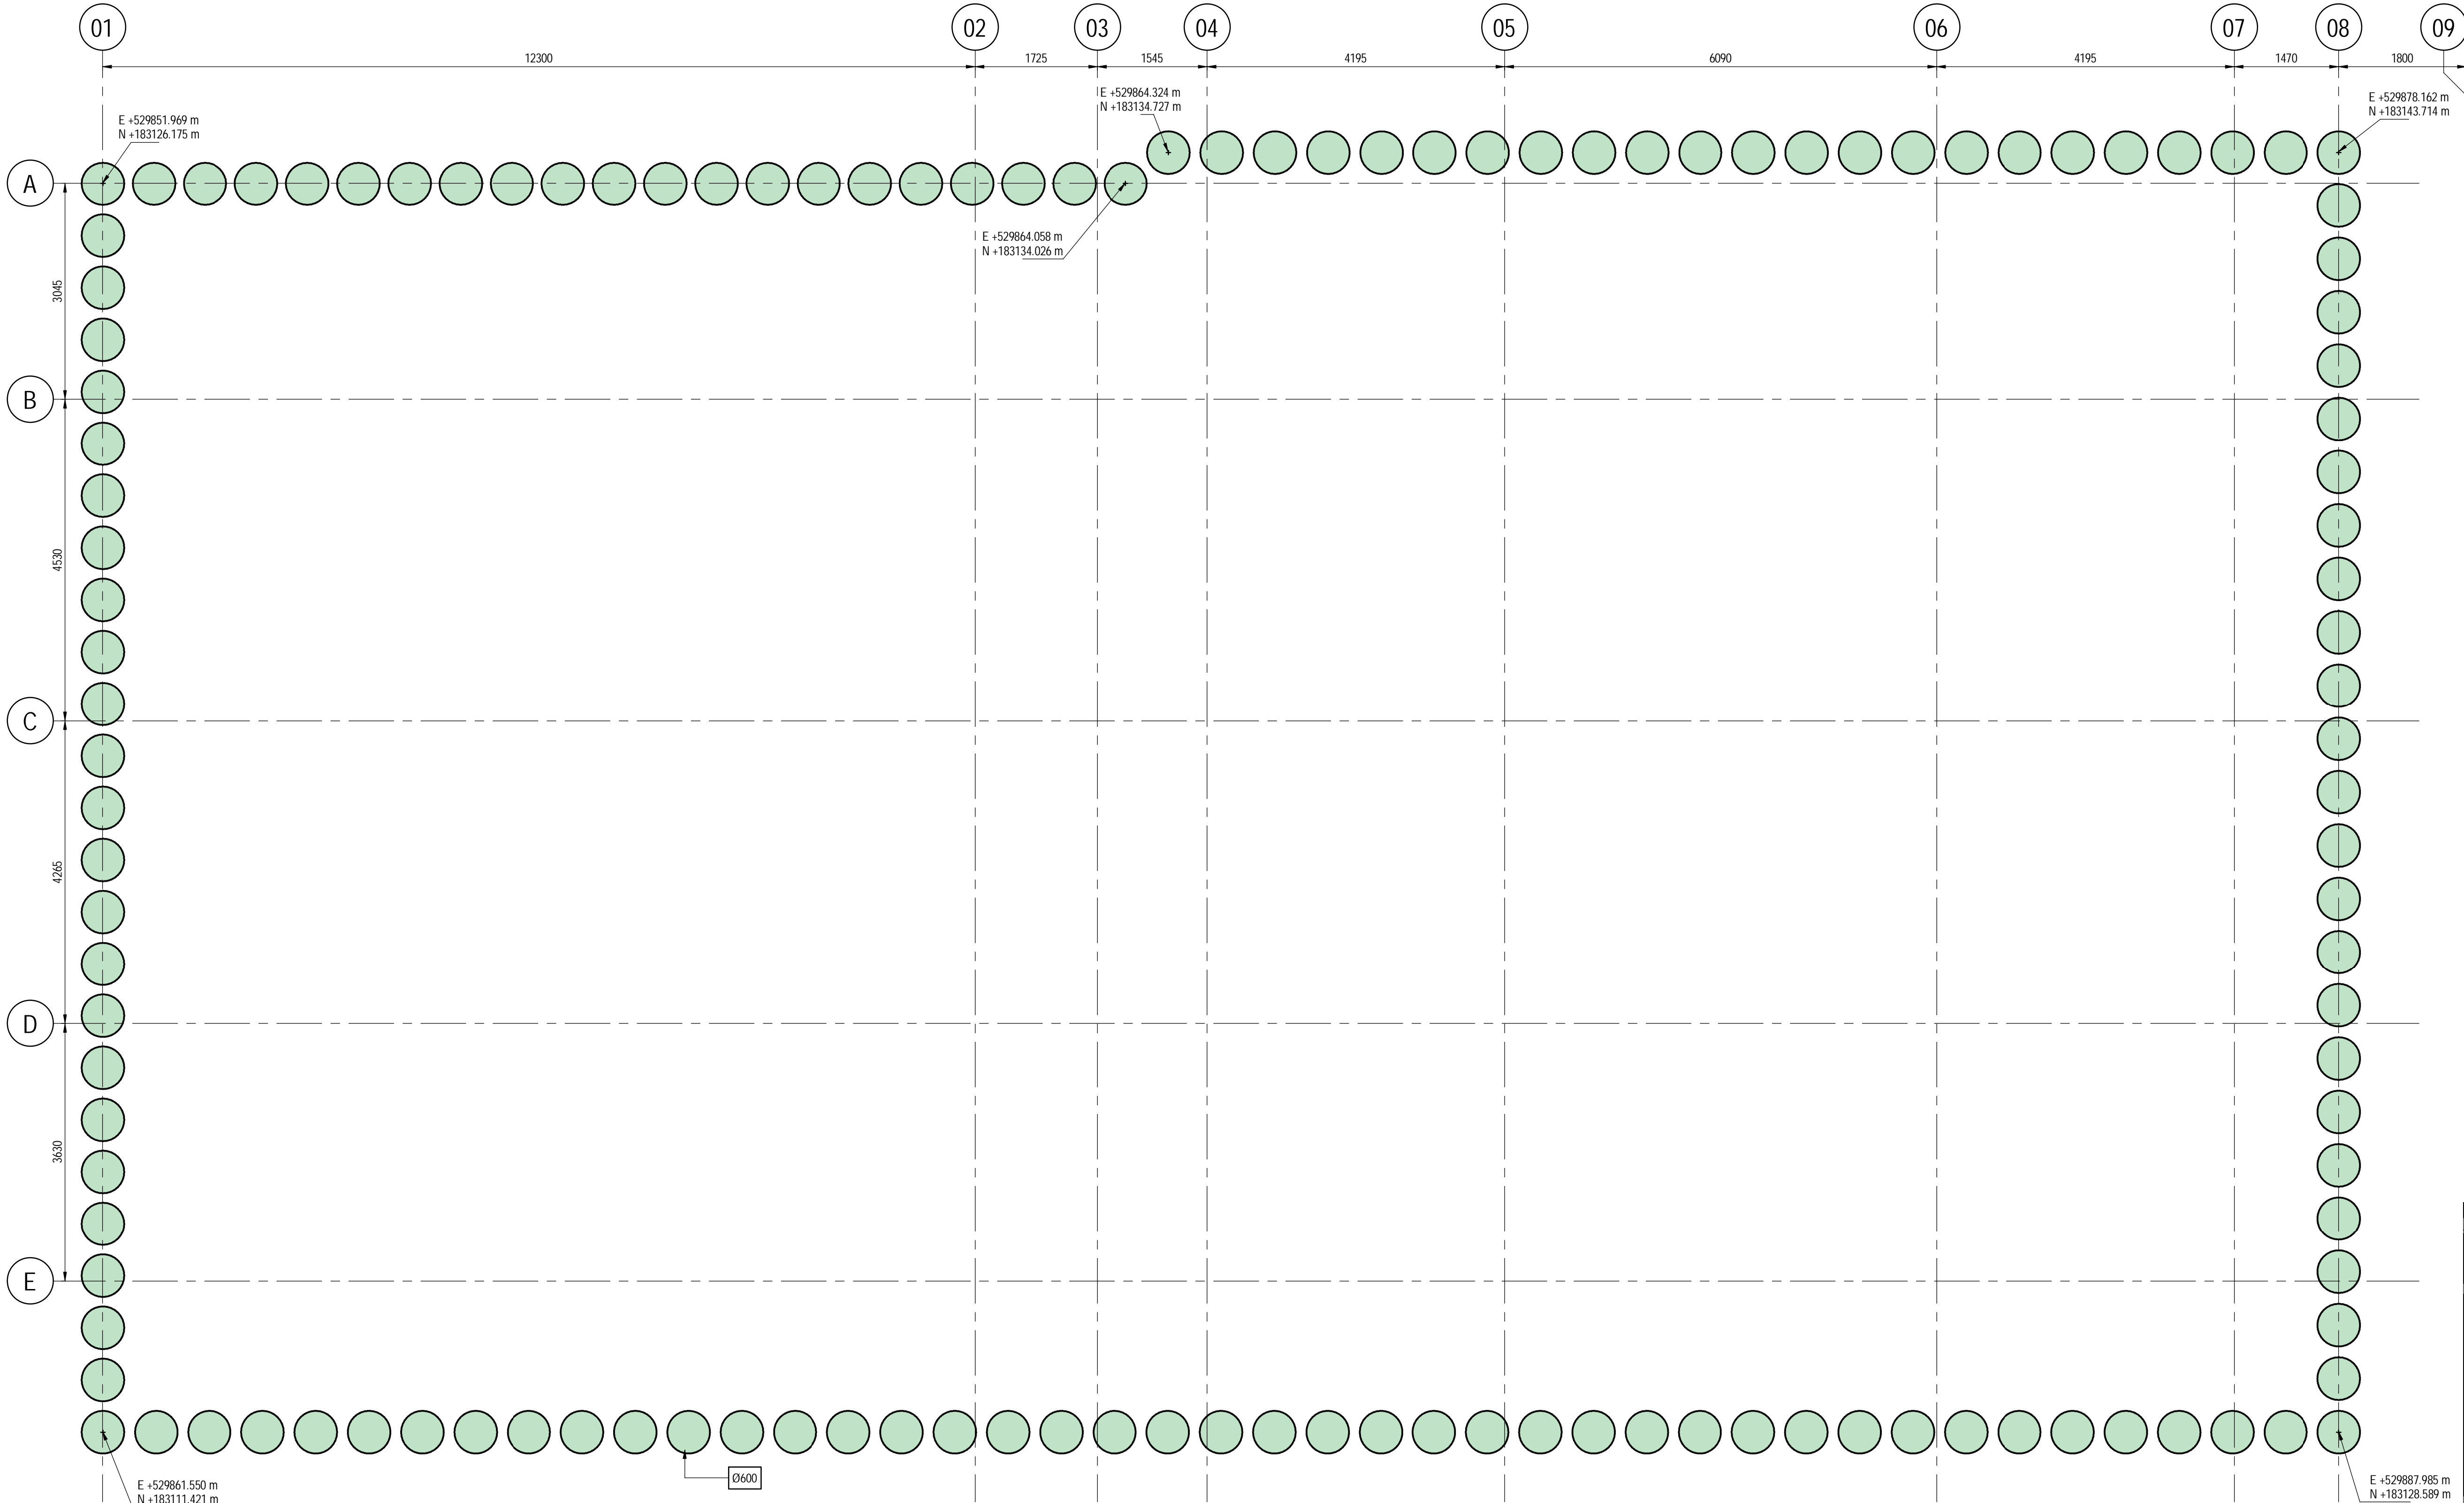 01
02
03
04
05
06
07
08
09
12300
1725
1545
4195
6090
4195
1470
1800
E +529864.324 m
N +183134.727 m
E +529878.162 m
N +183143.714 m
E +529851.969 m
N +183126.175 m
A
E +529864.058 m
N +183134.026 m
3045
B
4530
C
4265
D
3630
E
Ø600
E +529861.550 m
N +183111.421 m
E +529887.985 m
N +183128.589 m